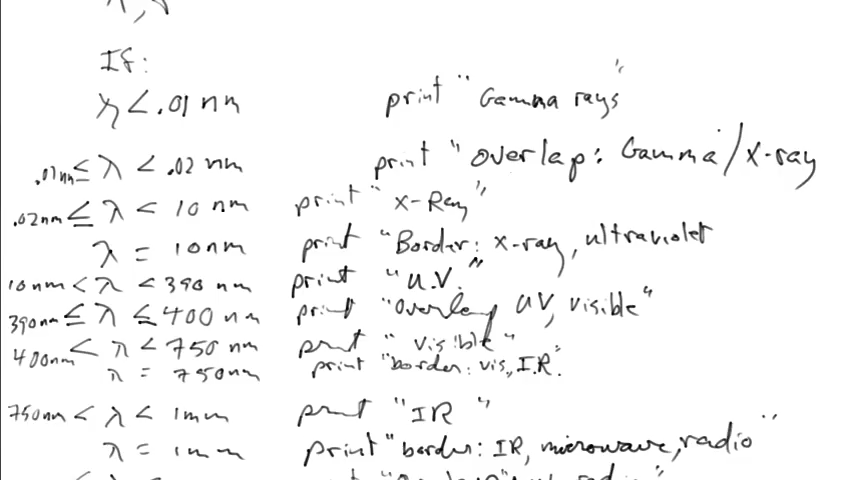 If:
λ < .01 nm print "Gamma rays"
.01nm ≤ λ < .02 nm print "Overlap: Gamma/x-ray
.02nm ≤ λ < 10 nm print "x-Ray"
λ = 10nm print "Border: x-ray, ultraviolet
10nm < λ < 390 nm print "U.V."
390nm ≤ λ ≤ 400 nm print "Overlap UV, visible"
400nm < λ < 750 nm print "visible"
λ = 750nm print "border: vis, I.R."
750nm < λ < 1mm print "IR"
λ = 1mm print "border: IR, microwave, radio"